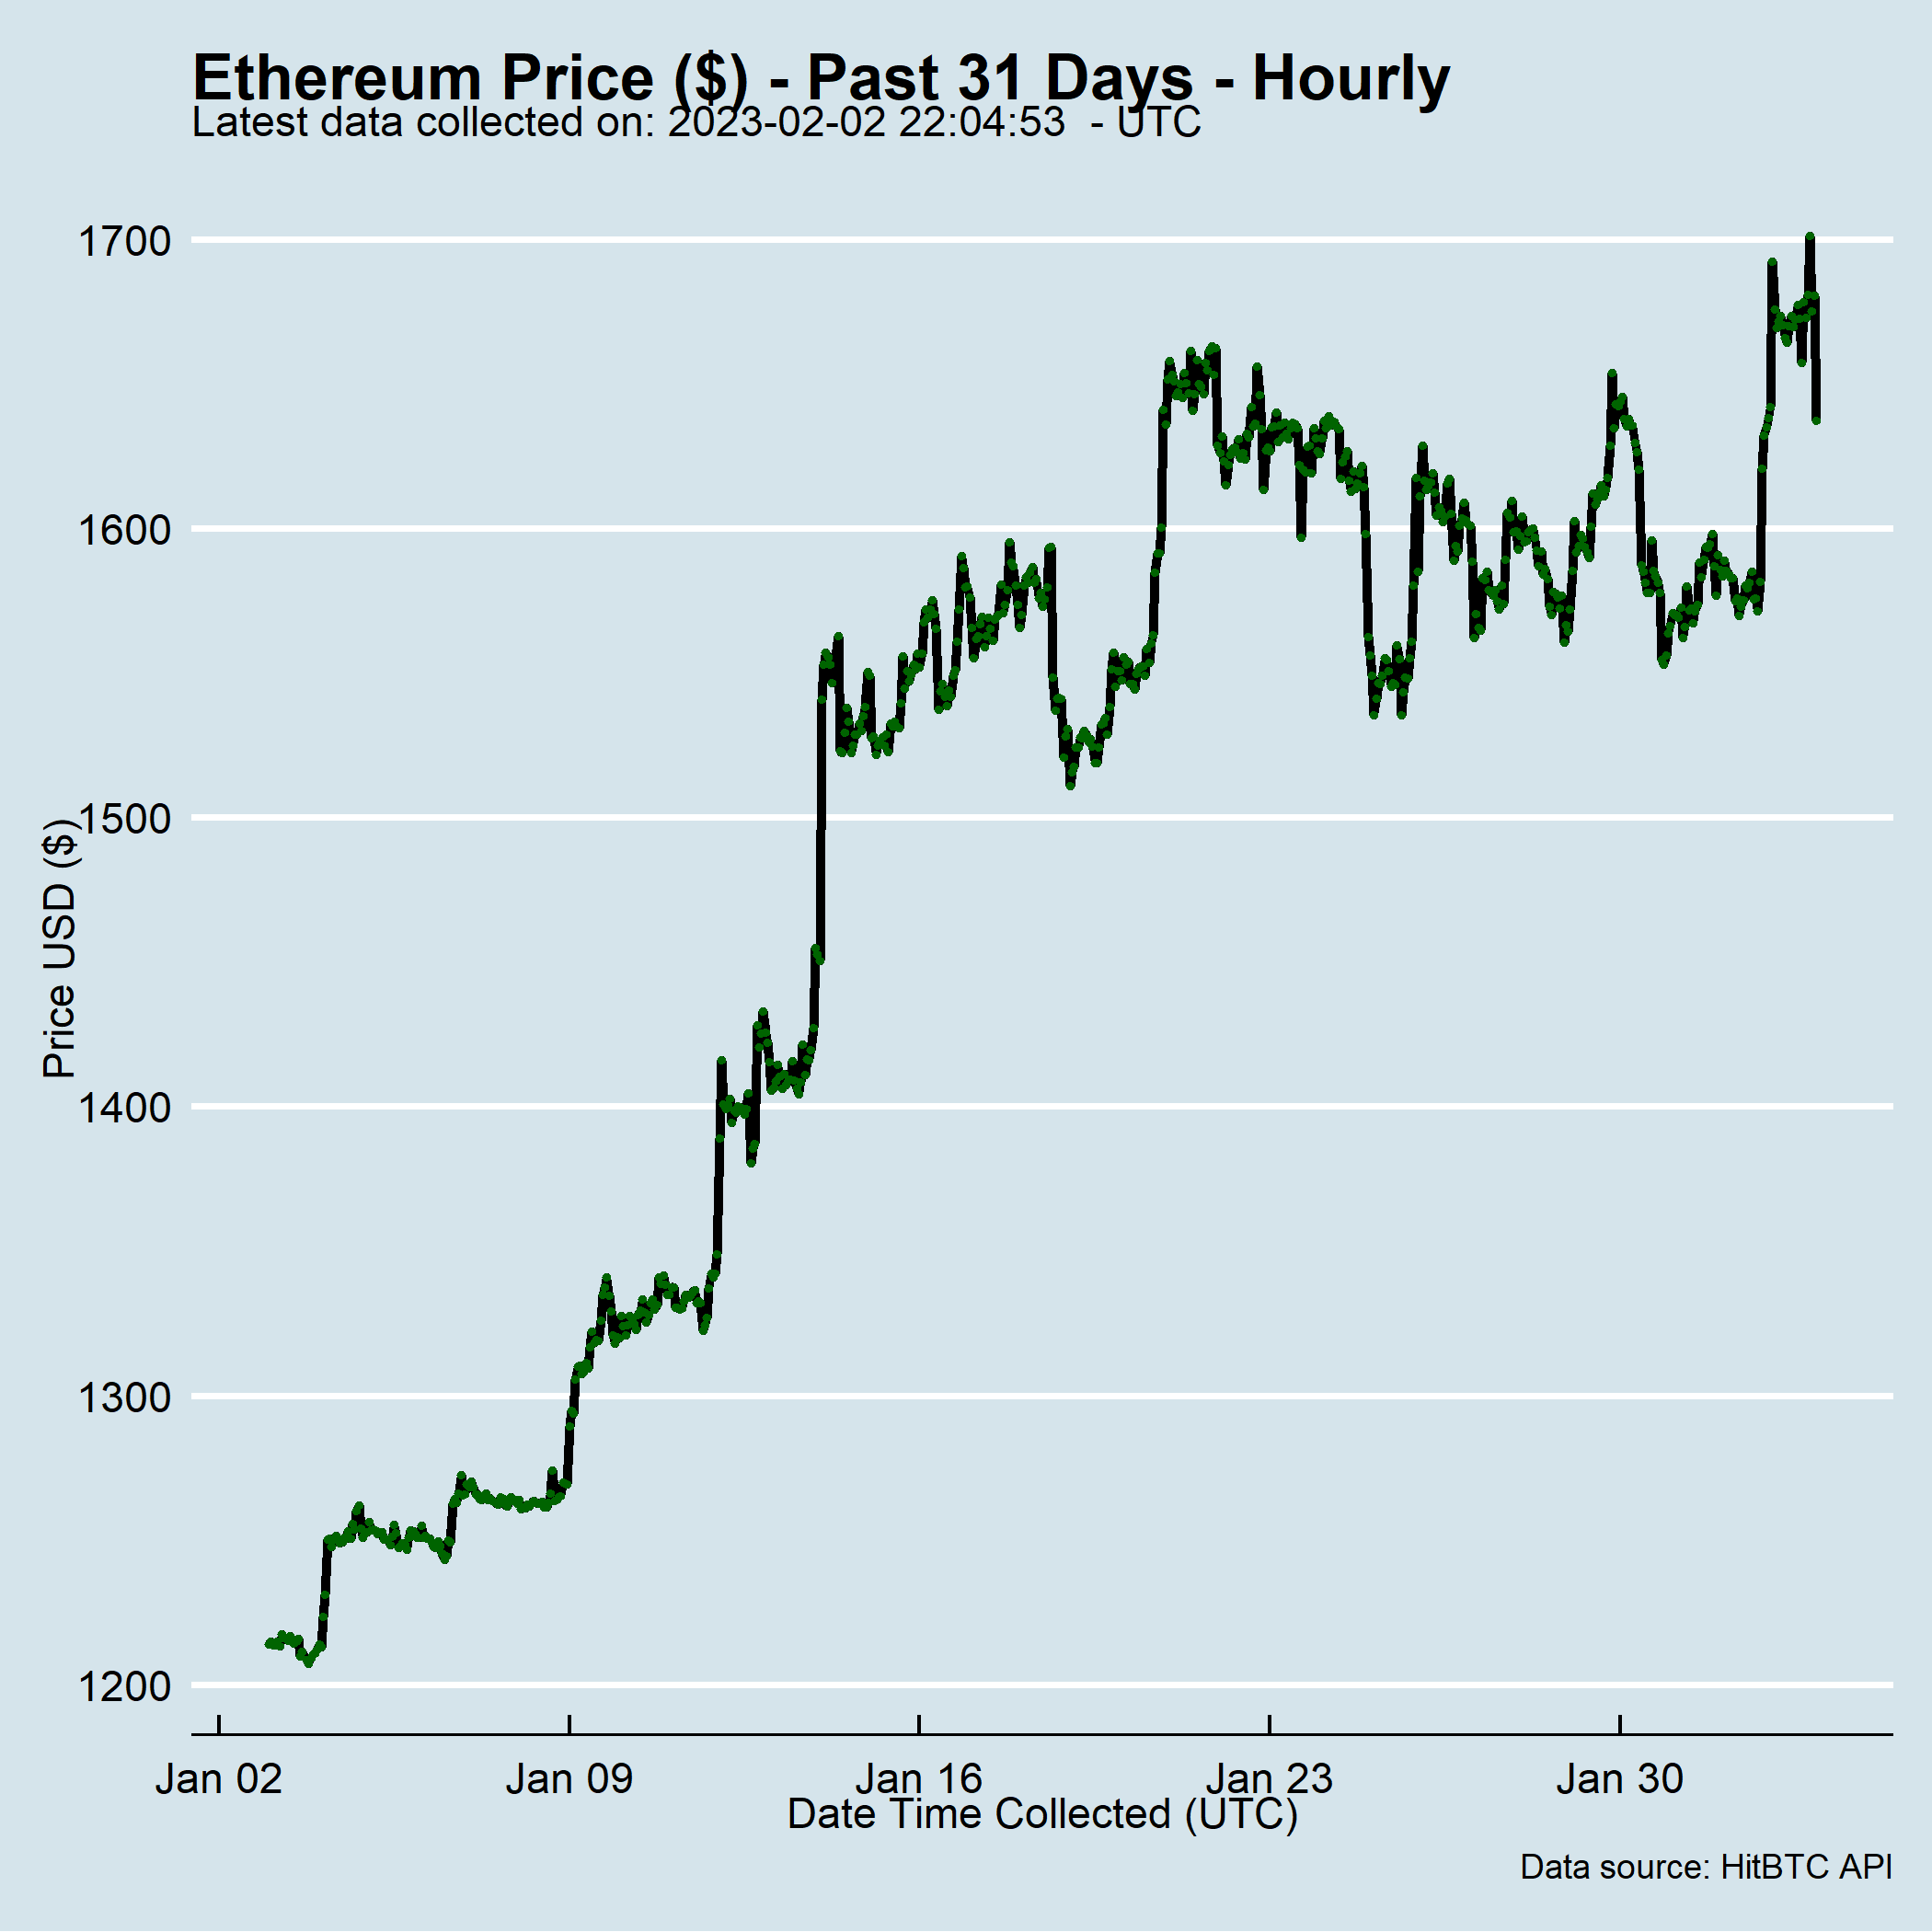 Ethereum Price ($) - Past 31 Days - Hourly
Latest data collected on: 2023-02-02 22:04:53  - UTC
1700
1600
1500
1400
1300
1200
Price USD ($)
Jan 02
Jan 09
Jan 16
Jan 23
Jan 30
Date Time Collected (UTC)
Data source: HitBTC API